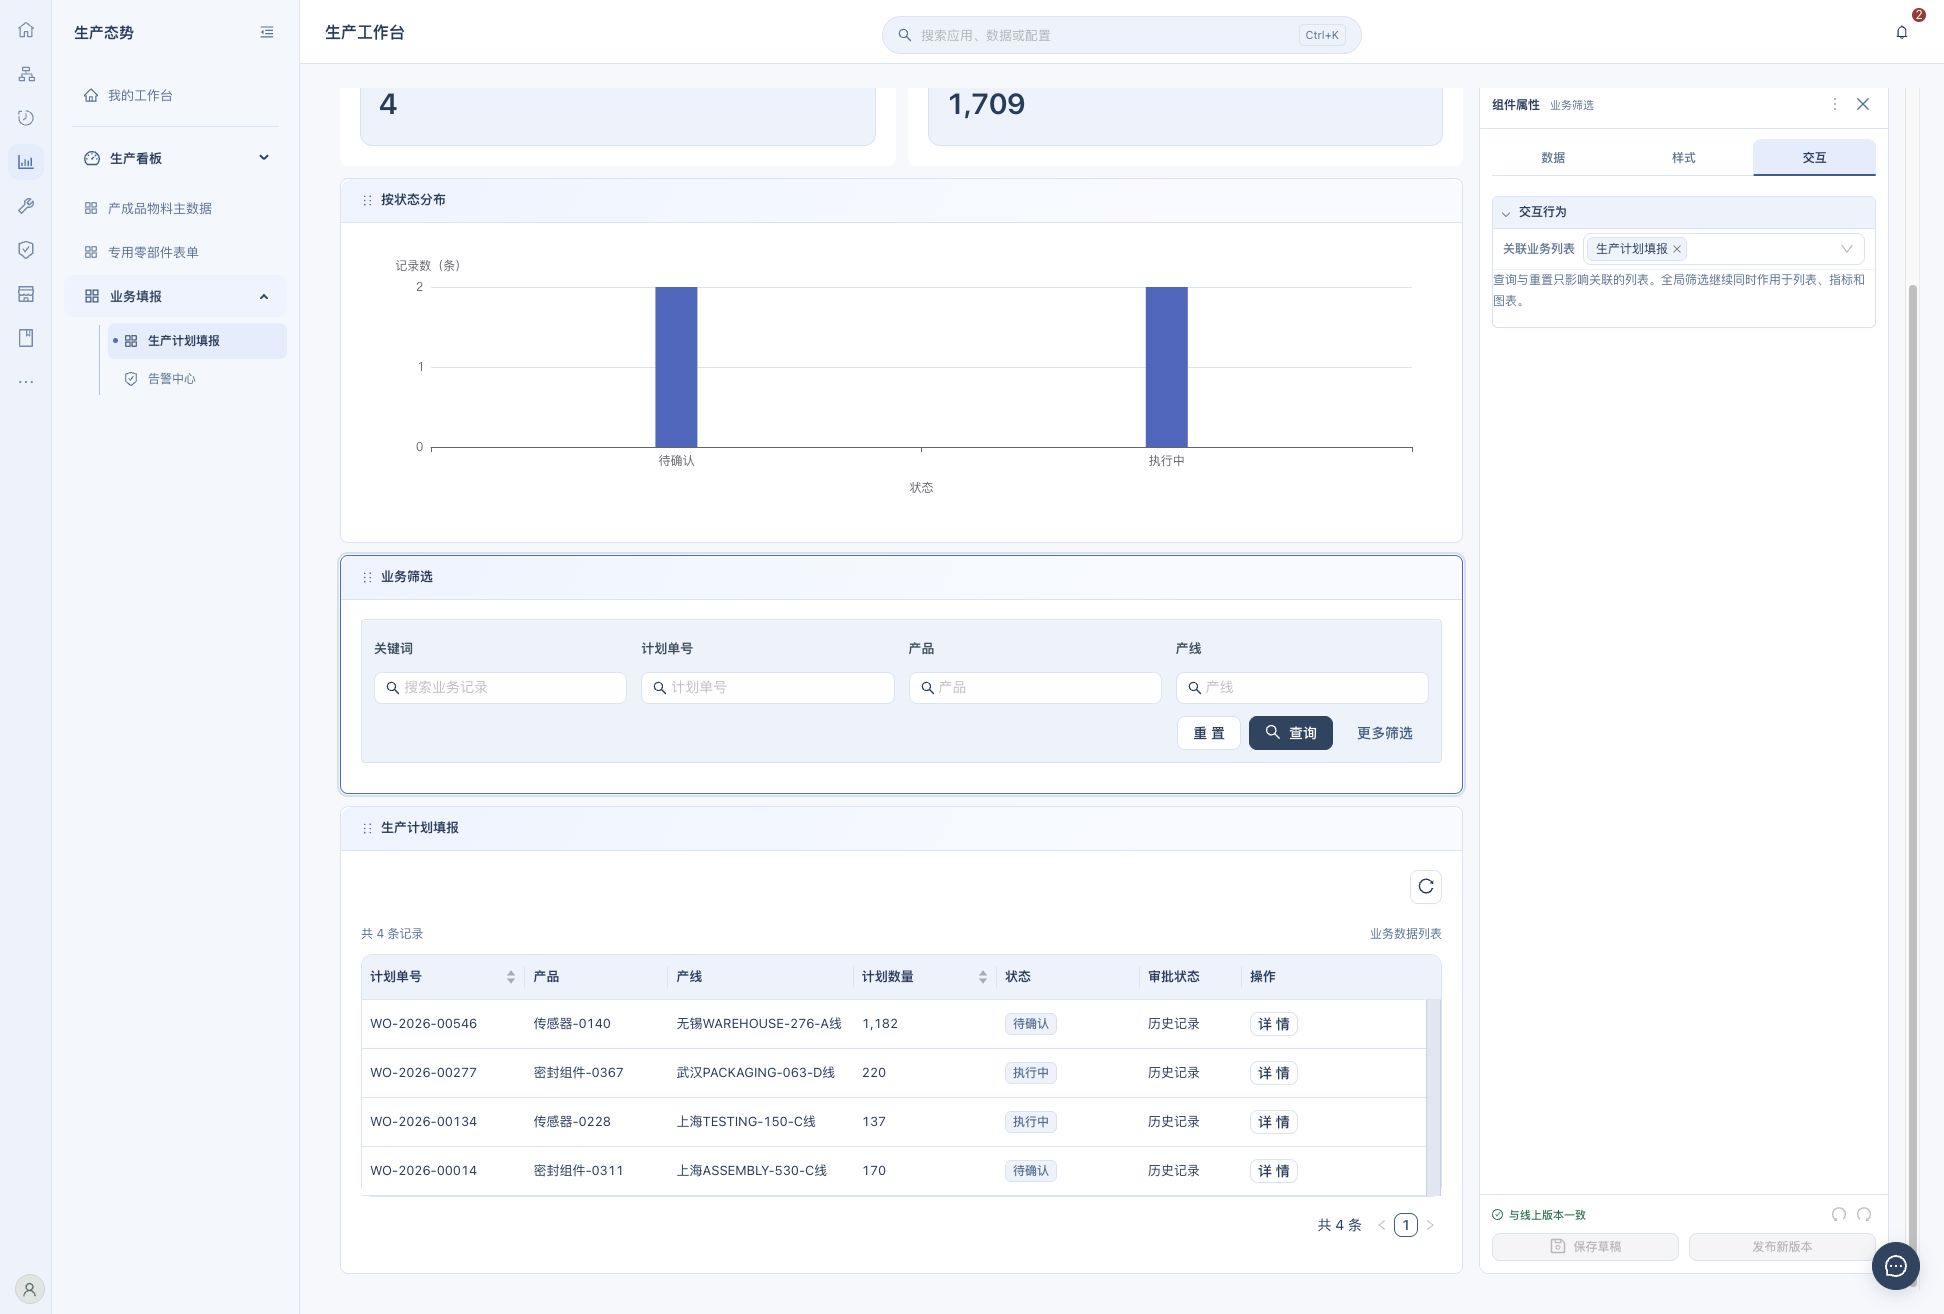 生产态势
我的工作台
生产看板
产成品物料主数据
专用零部件表单
业务填报
生产计划填报
告警中心
生产工作台
搜索应用、数据或配置
Ctrl+K
2
4
1,709
按状态分布
记录数（条）
2
1
0
待确认
执行中
状态
业务筛选
关键词
计划单号
产品
产线
搜索业务记录
计划单号
产品
产线
重 置
查询
更多筛选
生产计划填报
共 4 条记录
业务数据列表
计划单号 产品 产线 计划数量 状态 审批状态 操作
WO-2026-00546 传感器-0140 无锡WAREHOUSE-276-A线 1,182 待确认 历史记录 详 情
WO-2026-00277 密封组件-0367 武汉PACKAGING-063-D线 220 执行中 历史记录 详 情
WO-2026-00134 传感器-0228 上海TESTING-150-C线 137 执行中 历史记录 详 情
WO-2026-00014 密封组件-0311 上海ASSEMBLY-530-C线 170 待确认 历史记录 详 情
共 4 条
1
组件属性 业务筛选
数据
样式
交互
交互行为
关联业务列表
生产计划填报
查询与重置只影响关联的列表。全局筛选继续同时作用于列表、指标和
图表。
与线上版本一致
保存草稿
发布新版本